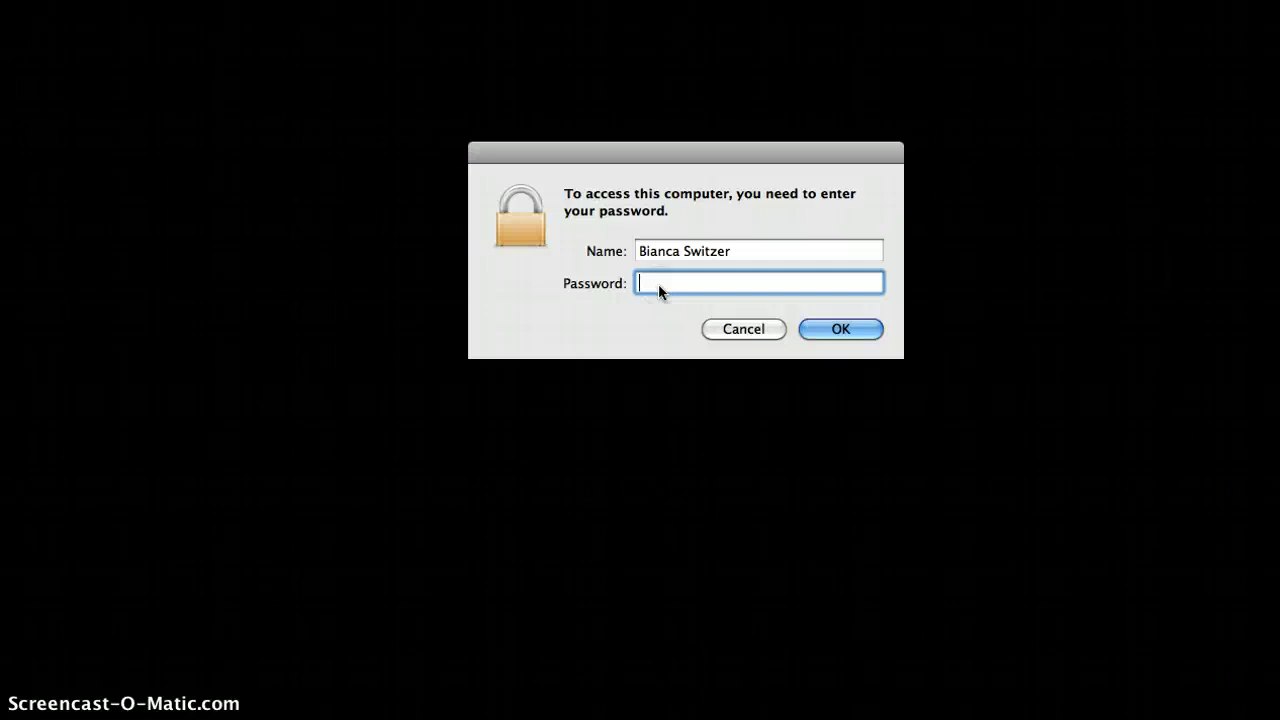 To access this computer, you need to enter
your password.
Name: Bianca Switzer
Password:
Cancel OK
Screencast-O-Matic.com